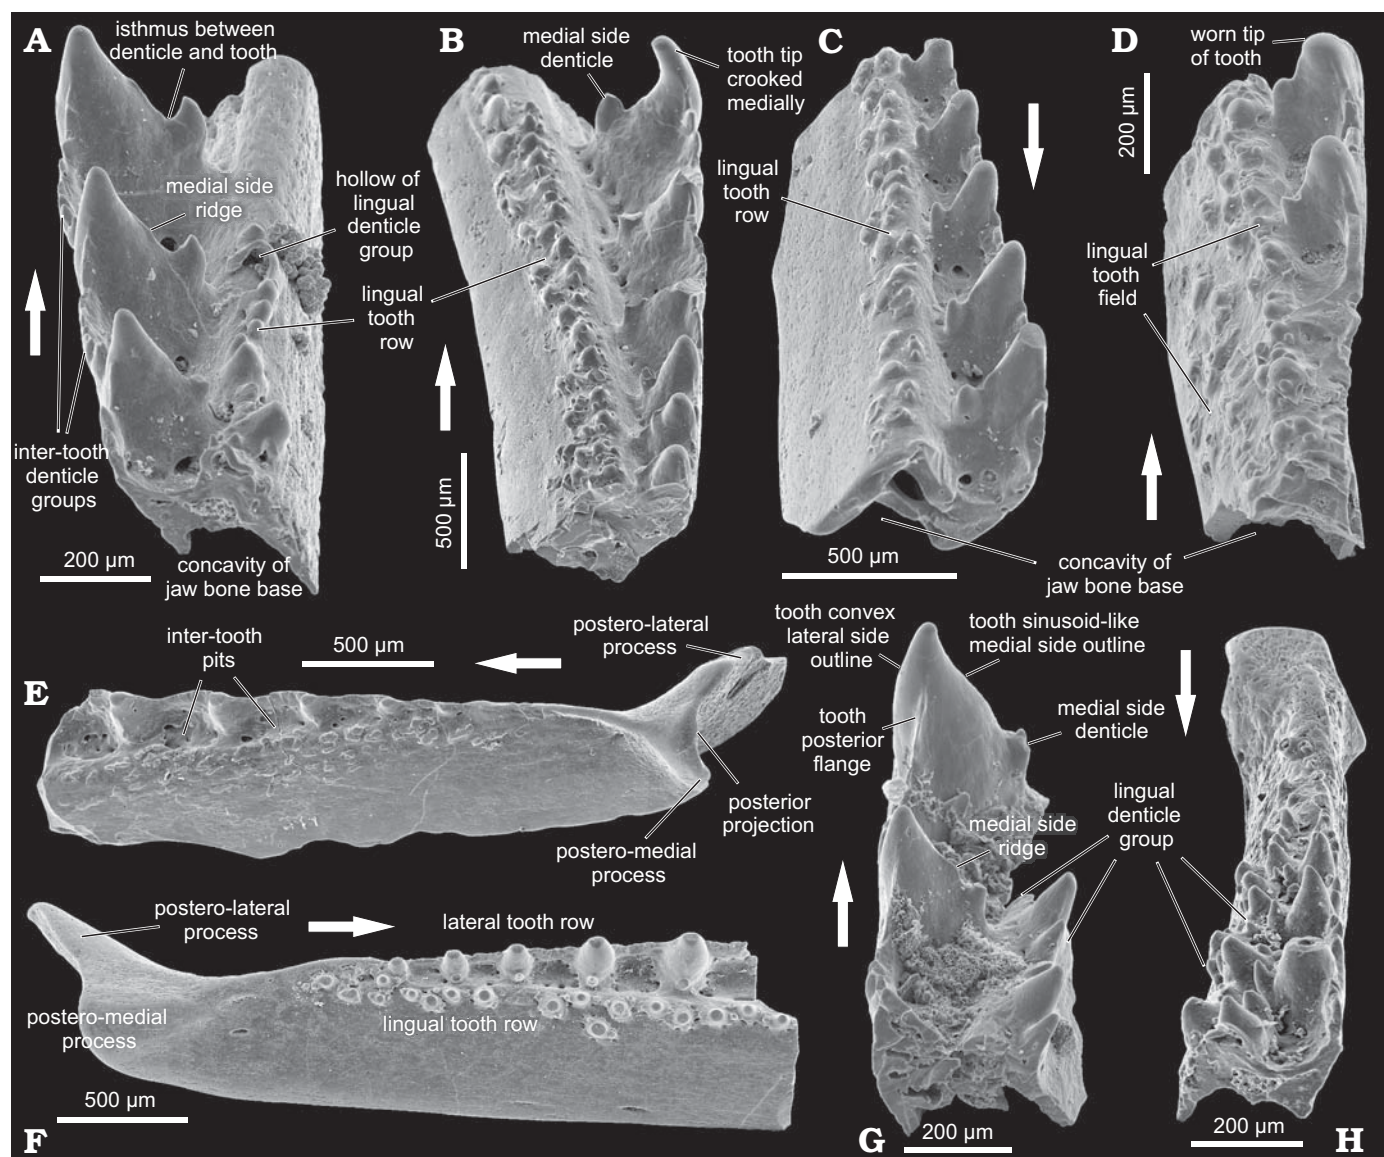 A
isthmus between
denticle and tooth
medial side
ridge
hollow of
lingual
denticle
group
lingual
tooth
row
inter-tooth
denticle
groups
200 µm
concavity of
jaw bone base
B
medial side
denticle
tooth tip
crooked
medially
500 µm
C
lingual
tooth
row
500 µm
D
worn tip
of tooth
200 µm
lingual
tooth
field
concavity of
jaw bone base
E
inter-tooth
pits
500 µm
postero-lateral
process
posterior
projection
postero-medial
process
F
postero-lateral
process
lateral tooth row
postero-medial
process
lingual tooth row
500 µm
tooth convex
lateral side
outline
tooth sinusoid-like
medial side outline
tooth
posterior
flange
medial side
denticle
medial side
ridge
lingual
denticle
group
G
200 µm
200 µm
H